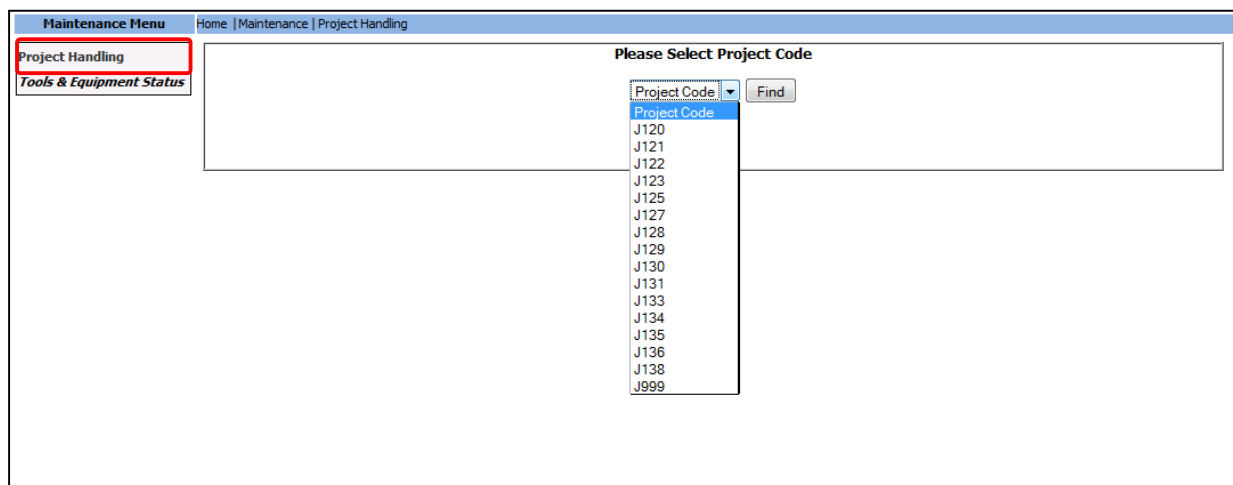 Maintenance Menu
Home | Maintenance | Project Handling
Project Handling
Tools & Equipment Status
Please Select Project Code
Project Code
Find
Project Code
J120
J121
J122
J123
J125
J127
J128
J129
J130
J131
J133
J134
J135
J136
J138
J999